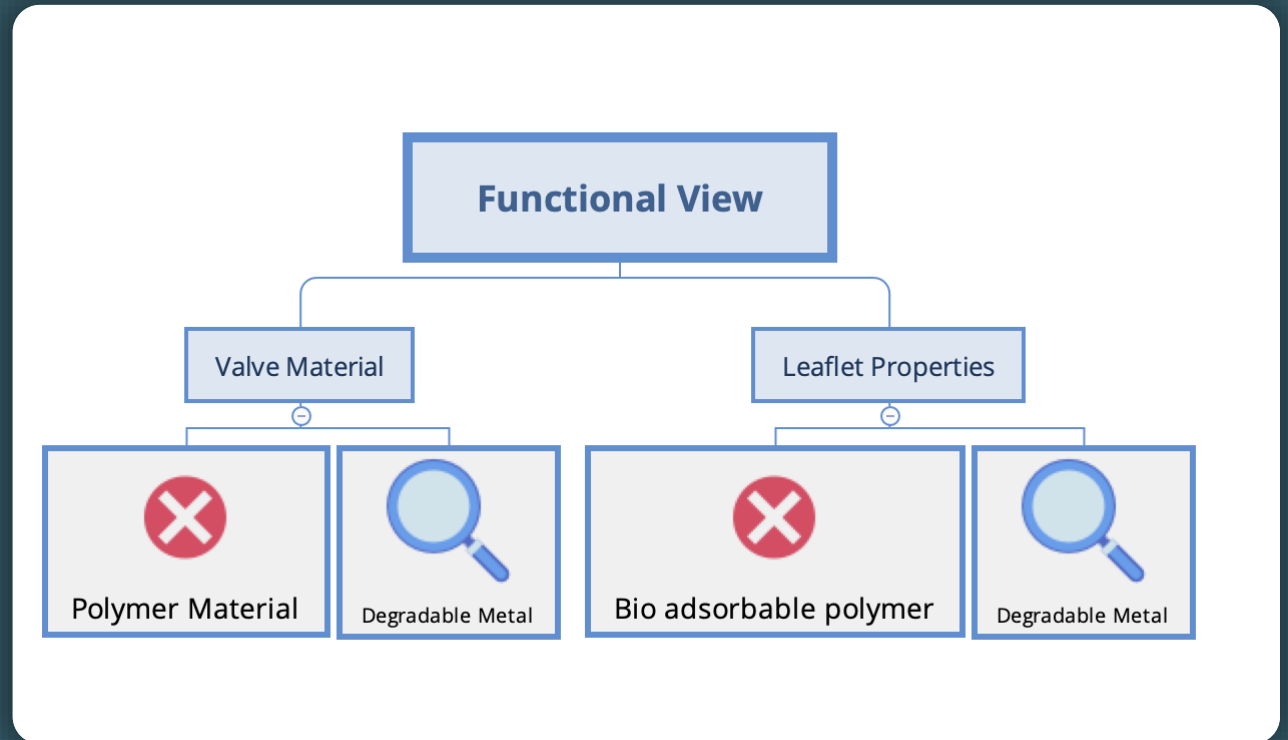 Functional View
Valve Material
Leaflet Properties
Polymer Material
Degradable Metal
Bio adsorbable polymer
Degradable Metal